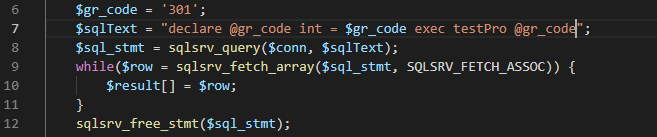 6 $gr_code = '301';
7 $sqlText = "declare @gr_code int = $gr_code exec testPro @gr_code";
8 $sql_stmt = sqlsrv_query($conn, $sqlText);
9 while($row = sqlsrv_fetch_array($sql_stmt, SQLSRV_FETCH_ASSOC)) {
10 $result[] = $row;
11 }
12 sqlsrv_free_stmt($sql_stmt);